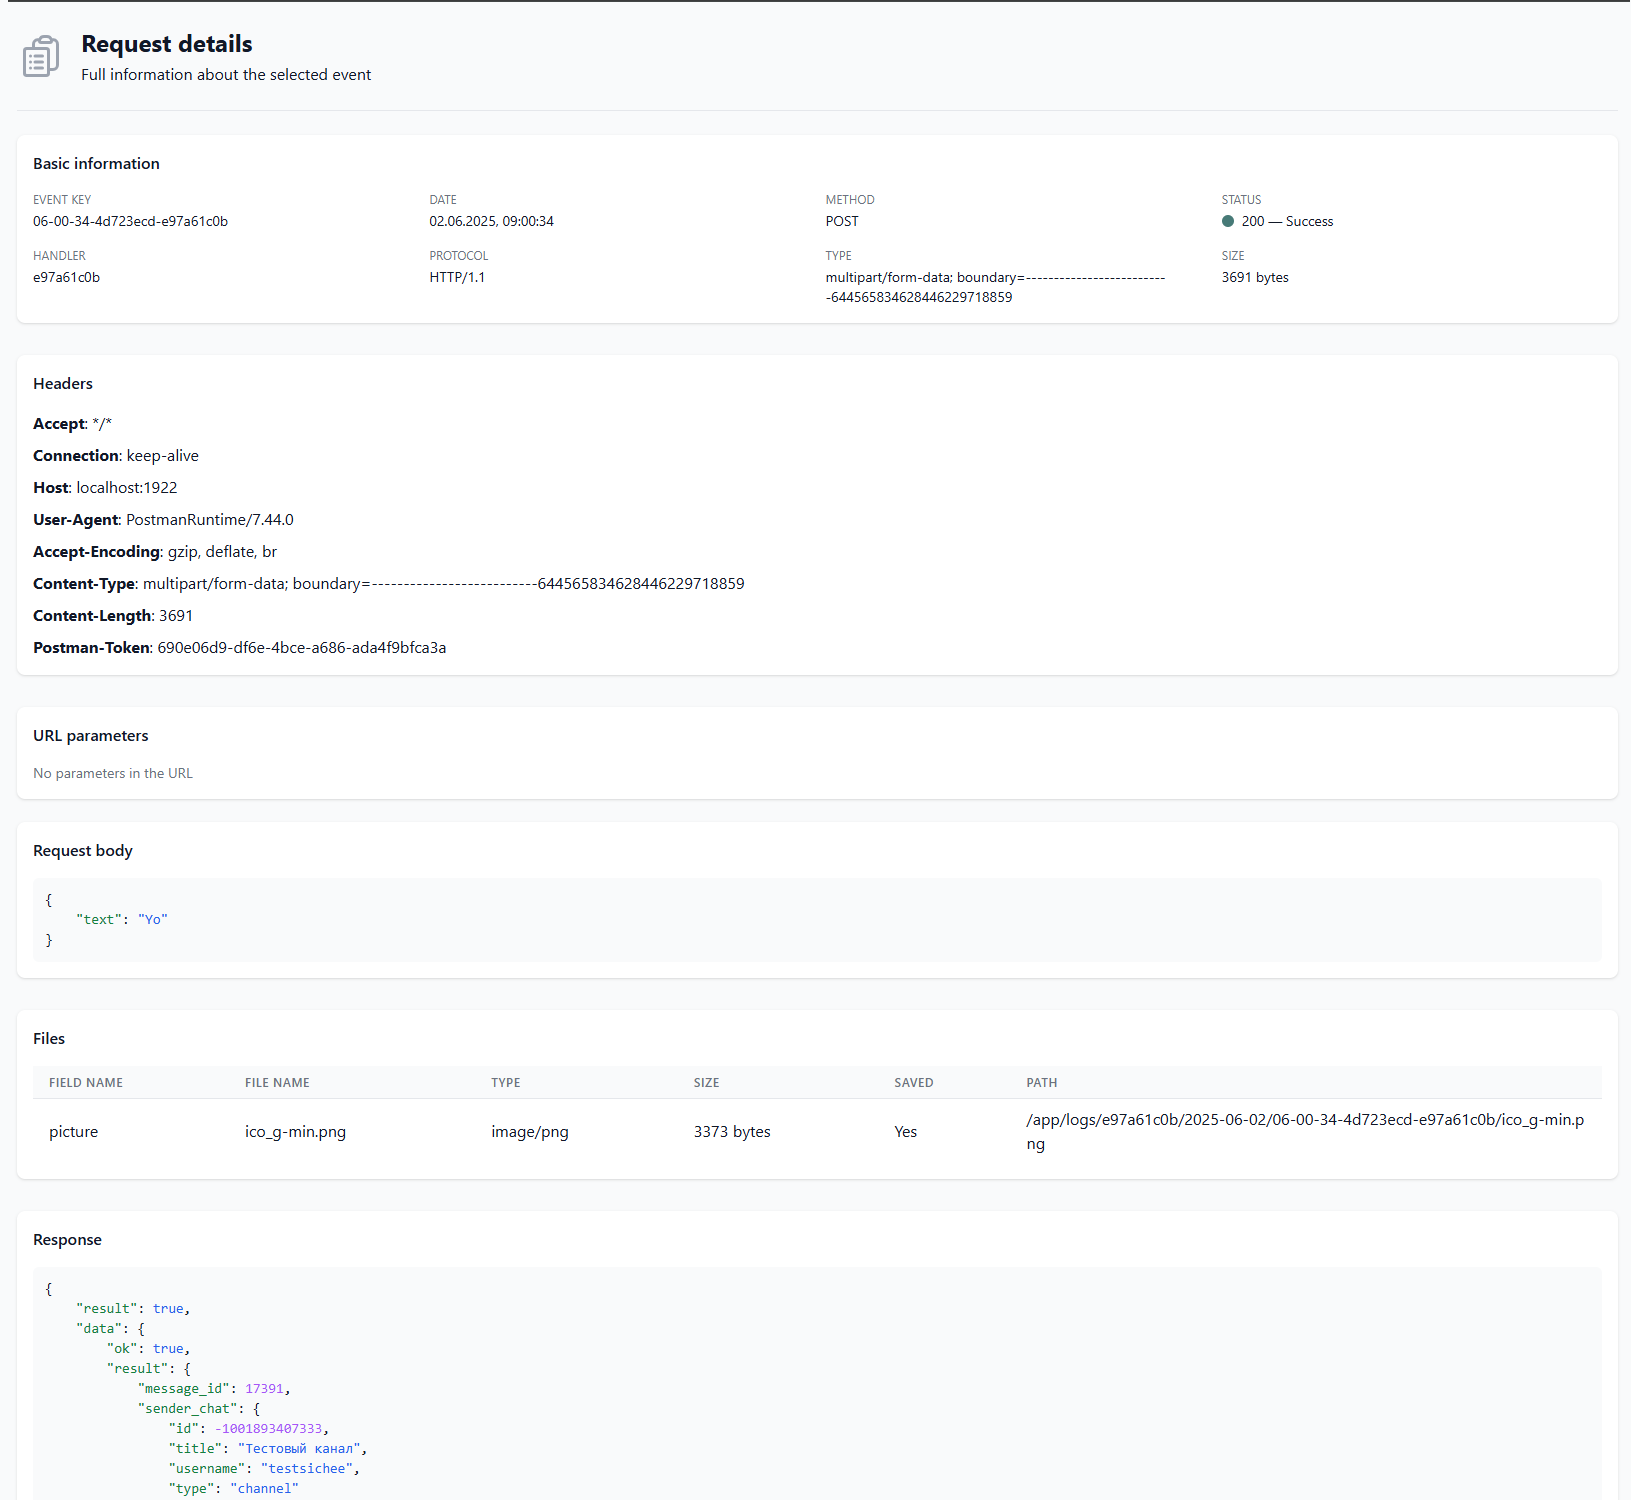 Request details
Full information about the selected event
Basic information
EVENT KEY
06-00-34-4d723ecd-e97a61c0b
DATE
02.06.2025, 09:00:34
METHOD
POST
STATUS
200 — Success
HANDLER
e97a61c0b
PROTOCOL
HTTP/1.1
TYPE
multipart/form-data; boundary=-------------------------
-644565834628446229718859
SIZE
3691 bytes
Headers
Accept: */*
Connection: keep-alive
Host: localhost:1922
User-Agent: PostmanRuntime/7.44.0
Accept-Encoding: gzip, deflate, br
Content-Type: multipart/form-data; boundary=--------------------------644565834628446229718859
Content-Length: 3691
Postman-Token: 690e06d9-df6e-4bce-a686-ada4f9bfca3a
URL parameters
No parameters in the URL
Request body
{
    "text": "Yo"
}
Files
FIELD NAME FILE NAME TYPE SIZE SAVED PATH
picture ico_g-min.png image/png 3373 bytes Yes /app/logs/e97a61c0b/2025-06-02/06-00-34-4d723ecd-e97a61c0b/ico_g-min.p
ng
Response
{
    "result": true,
    "data": {
        "ok": true,
        "result": {
            "message_id": 17391,
            "sender_chat": {
                "id": -1001893407333,
                "title": "Тестовый канал",
                "username": "testsichee",
                "type": "channel"